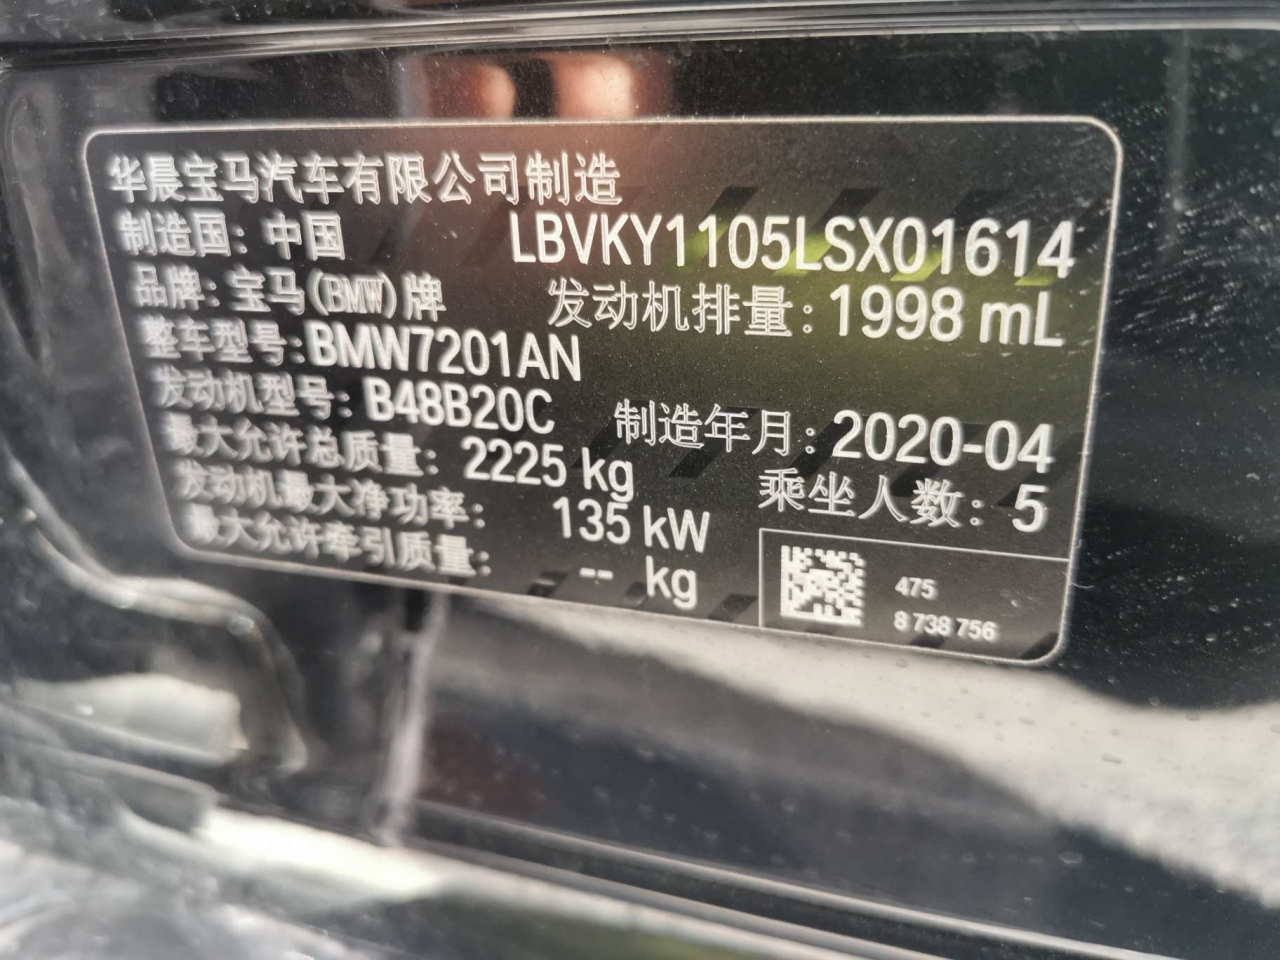 华晨宝马汽车有限公司制造
制造国：中国 LBVKY1105LSX01614
品牌：宝马(BMW)牌 发动机排量：1998 mL
整车型号：BMW7201AN
发动机型号：B48B20C 制造年月：2020-04
最大允许总质量：2225 kg 乘坐人数：5
发动机最大净功率：135 kW
最大允许牵引质量：-- kg
475
8 738 756